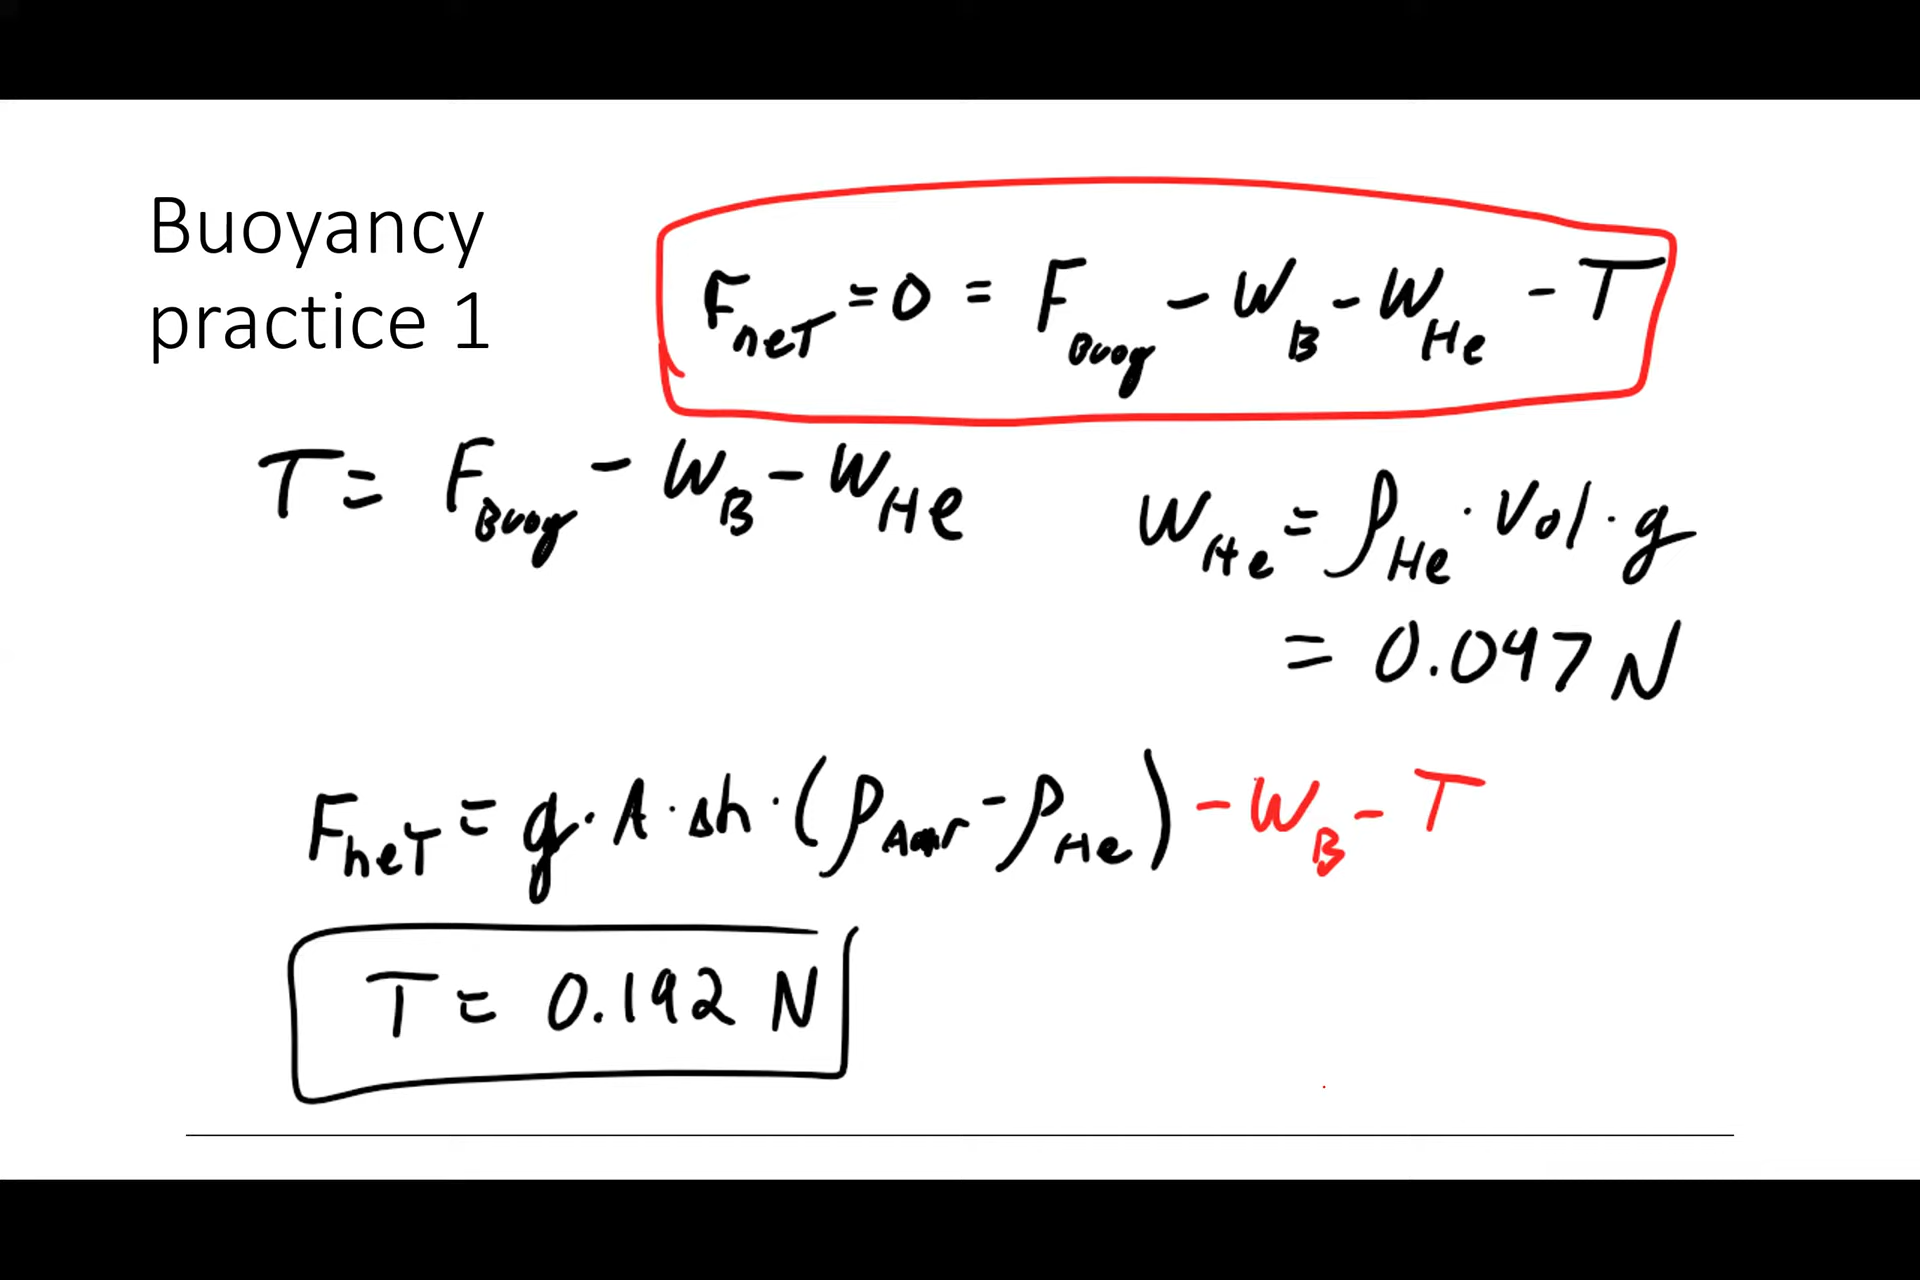 Buoyancy
practice 1
F_neT = 0 = F_Buoy - W_B - W_He - T
T = F_Buoy - W_B - W_He
W_He = ρ_He · Vol · g
= 0.047 N
F_neT = g · A · Δh · (ρ_Air - ρ_He) - W_B - T
T = 0.192 N